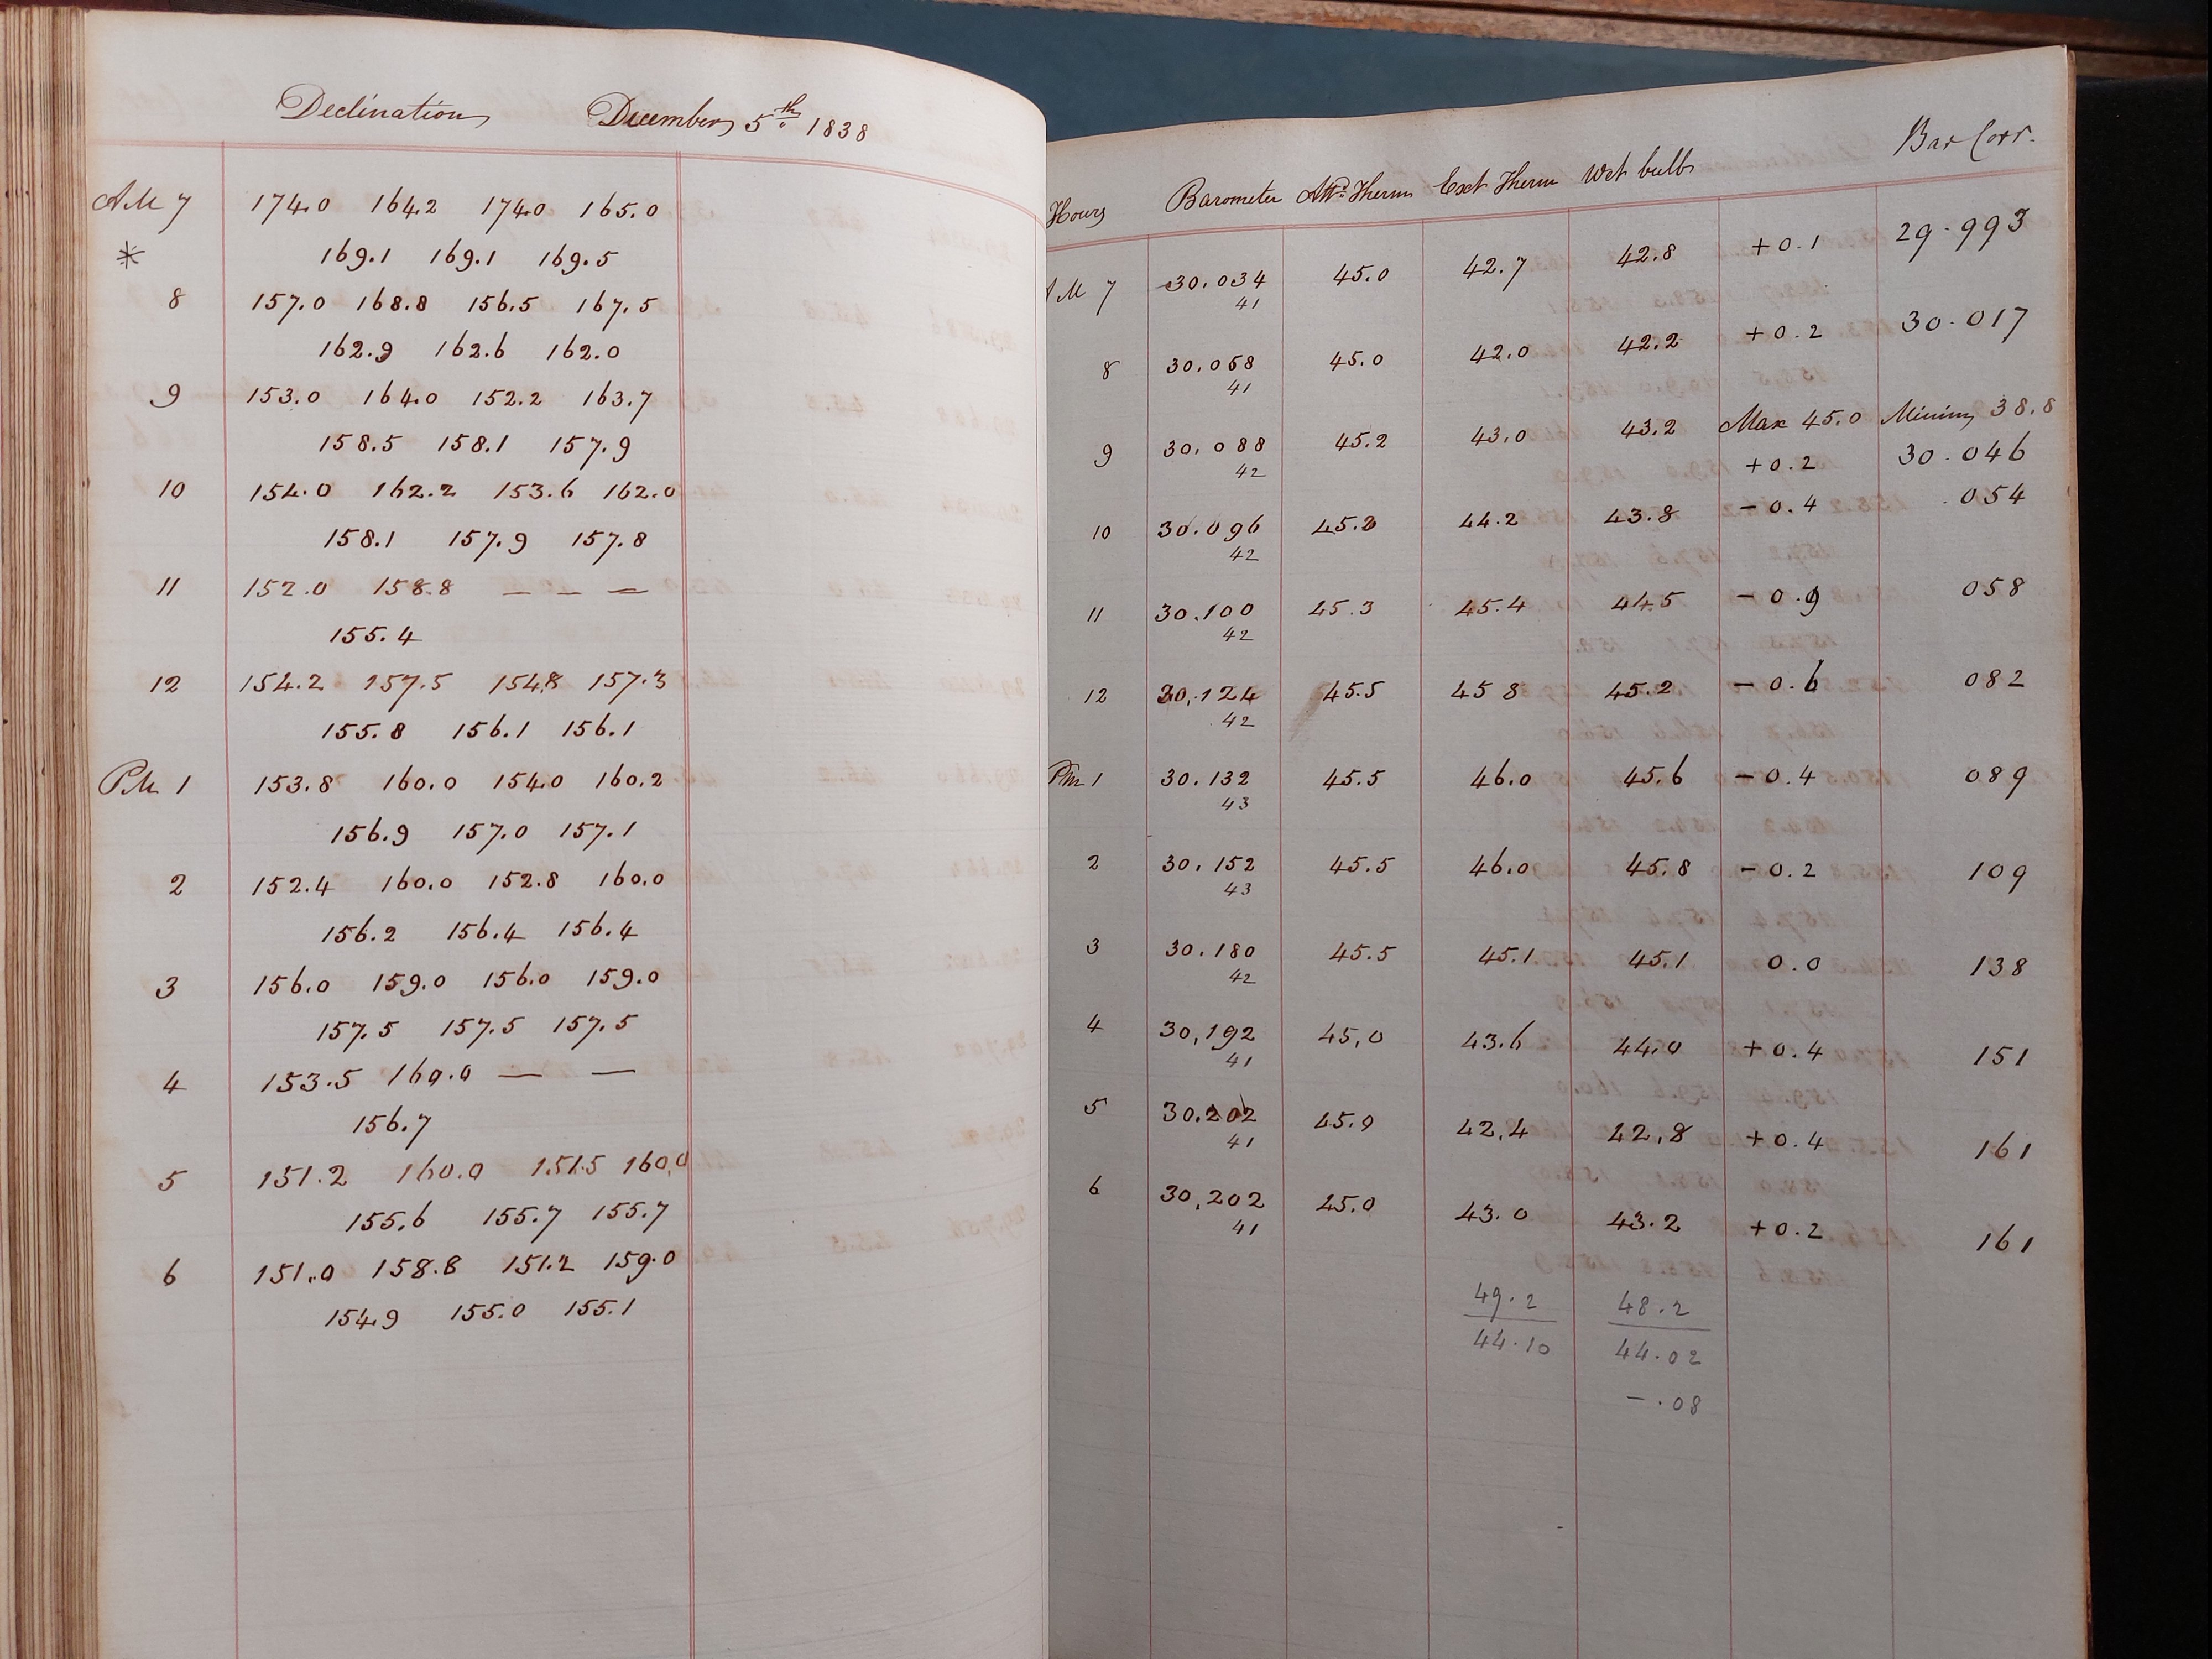 Declination December 5th 1838
AM 7 174.0 164.2 174.0 165.0
* 169.1 169.1 169.5
8 157.0 168.8 156.5 167.5
162.9 162.6 162.0
9 153.0 164.0 152.2 163.7
158.5 158.1 157.9
10 154.0 162.2 153.6 162.0
158.1 157.9 157.8
11 152.0 158.8 — — —
155.4
12 154.2 157.5 154.8 157.3
155.8 156.1 156.1
PM 1 153.8 160.0 154.0 160.2
156.9 157.0 157.1
2 152.4 160.0 152.8 160.0
156.2 156.4 156.4
3 156.0 159.0 156.0 159.0
157.5 157.5 157.5
4 153.5 160.0 — —
156.7
5 151.2 160.0 151.5 160.0
155.6 155.7 155.7
6 151.0 158.8 151.2 159.0
154.9 155.0 155.1
Hours Barometer Attd Therm Ext Therm Wet bulb Bar Corr.
AM 7 30.034 45.0 42.7 42.8 +0.1 29.993
41
8 30.058 45.0 42.0 42.2 +0.2 30.017
41
Max 45.0 Minim 38.8
9 30.088 45.2 43.0 43.2 +0.2 30.046
42
10 30.096 45.2 44.2 43.8 -0.4 .054
42
11 30.100 45.3 45.4 44.5 -0.9 058
42
12 30,124 45.5 45 8 45.2 -0.6 082
42
PM 1 30.132 45.5 46.0 45.6 -0.4 089
43
2 30.152 45.5 46.0 45.8 -0.2 109
43
3 30.180 45.5 45.1 45.1 0.0 138
42
4 30,192 45,0 43.6 44.0 +0.4 151
41
5 30.202 45.0 42,4 42,8 +0.4 161
41
6 30,202 45.0 43.0 43.2 +0.2 161
41
49.2 48.2
44.10 44.02
-.08